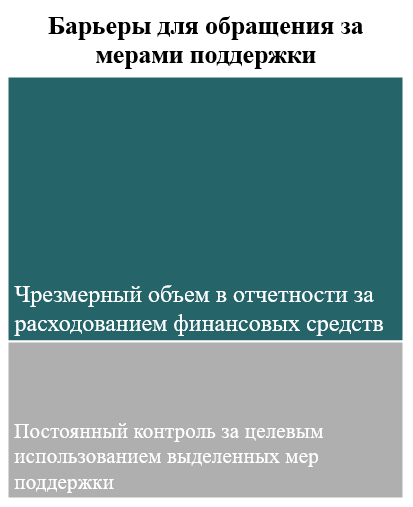 Барьеры для обращения за
мерами поддержки
Чрезмерный объем в отчетности за
расходованием финансовых средств
Постоянный контроль за целевым
использованием выделенных мер
поддержки